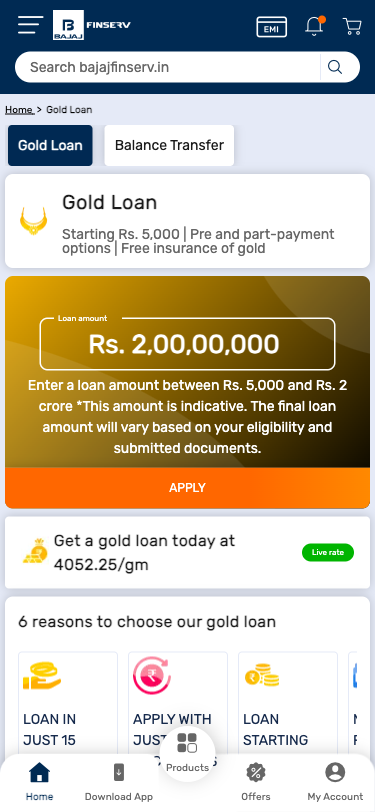 BAJAJ FINSERV
EMI
Search bajajfinserv.in
Home > Gold Loan
Gold Loan
Balance Transfer
Gold Loan
Starting Rs. 5,000 | Pre and part-payment
options | Free insurance of gold
Loan amount
Rs. 2,00,00,000
Enter a loan amount between Rs. 5,000 and Rs. 2
crore *This amount is indicative. The final loan
amount will vary based on your eligibility and
submitted documents.
APPLY
Get a gold loan today at
4052.25/gm
Live rate
6 reasons to choose our gold loan
LOAN IN
JUST 15
APPLY WITH
JUST
LOAN
STARTING
Products
Home
Download App
Offers
My Account